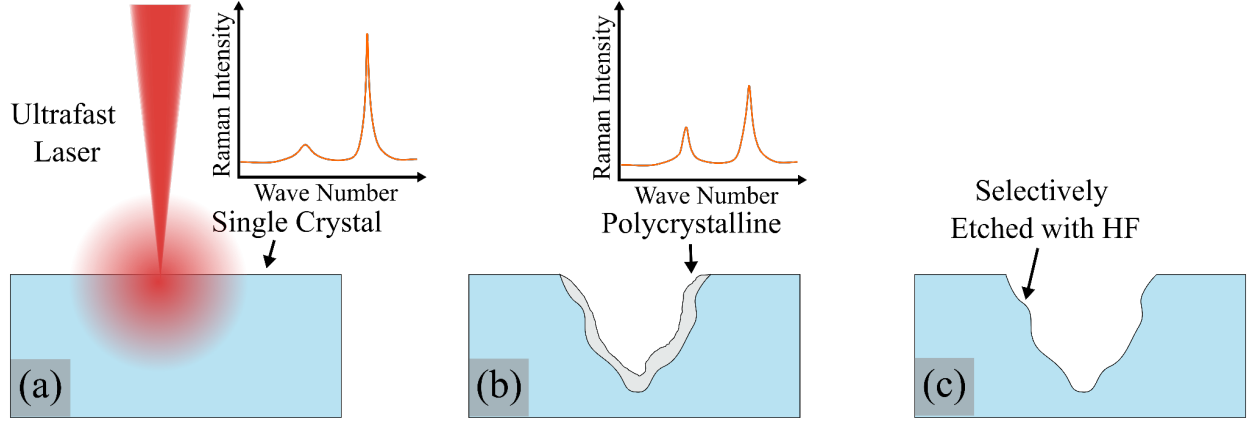 Ultrafast
Laser
Raman Intensity
Wave Number
Single Crystal
(a)
Raman Intensity
Wave Number
Polycrystalline
(b)
Selectively
Etched with HF
(c)